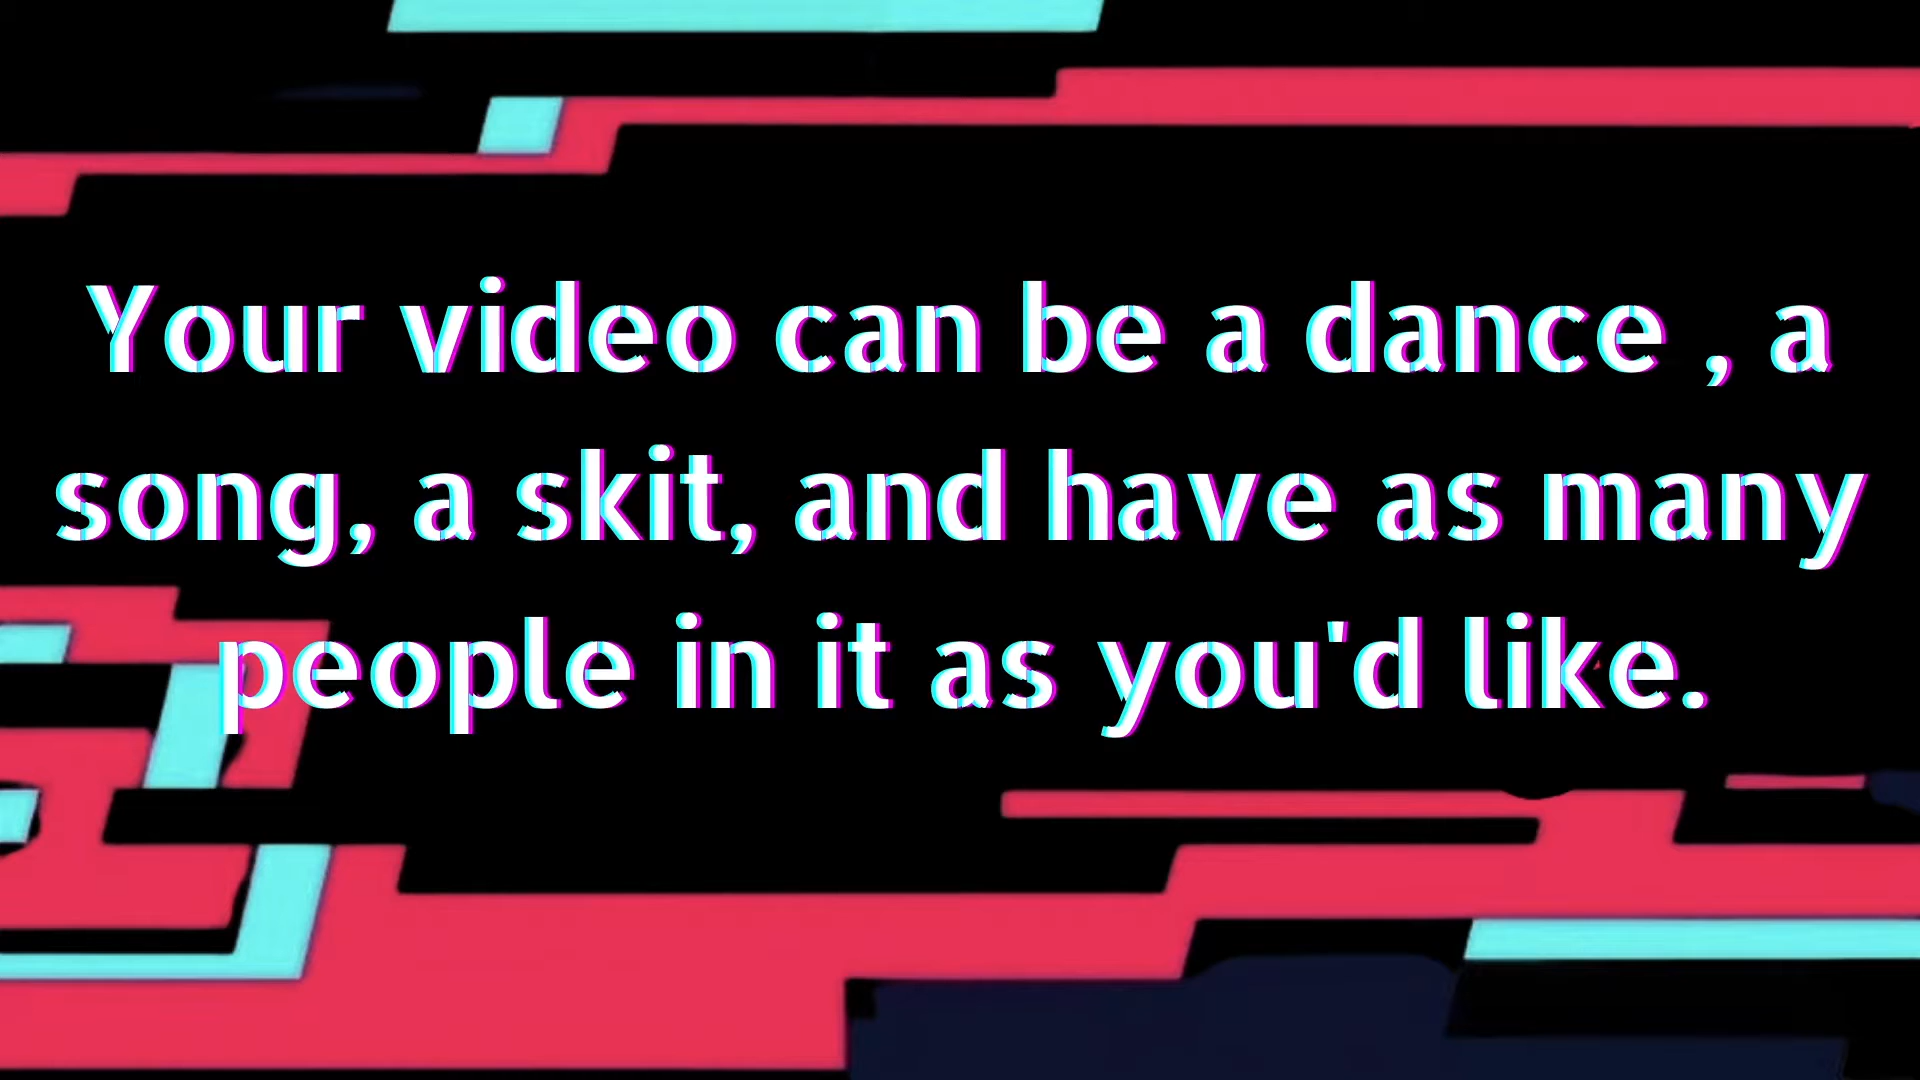 Your video can be a dance , a
song, a skit, and have as many
people in it as you'd like.